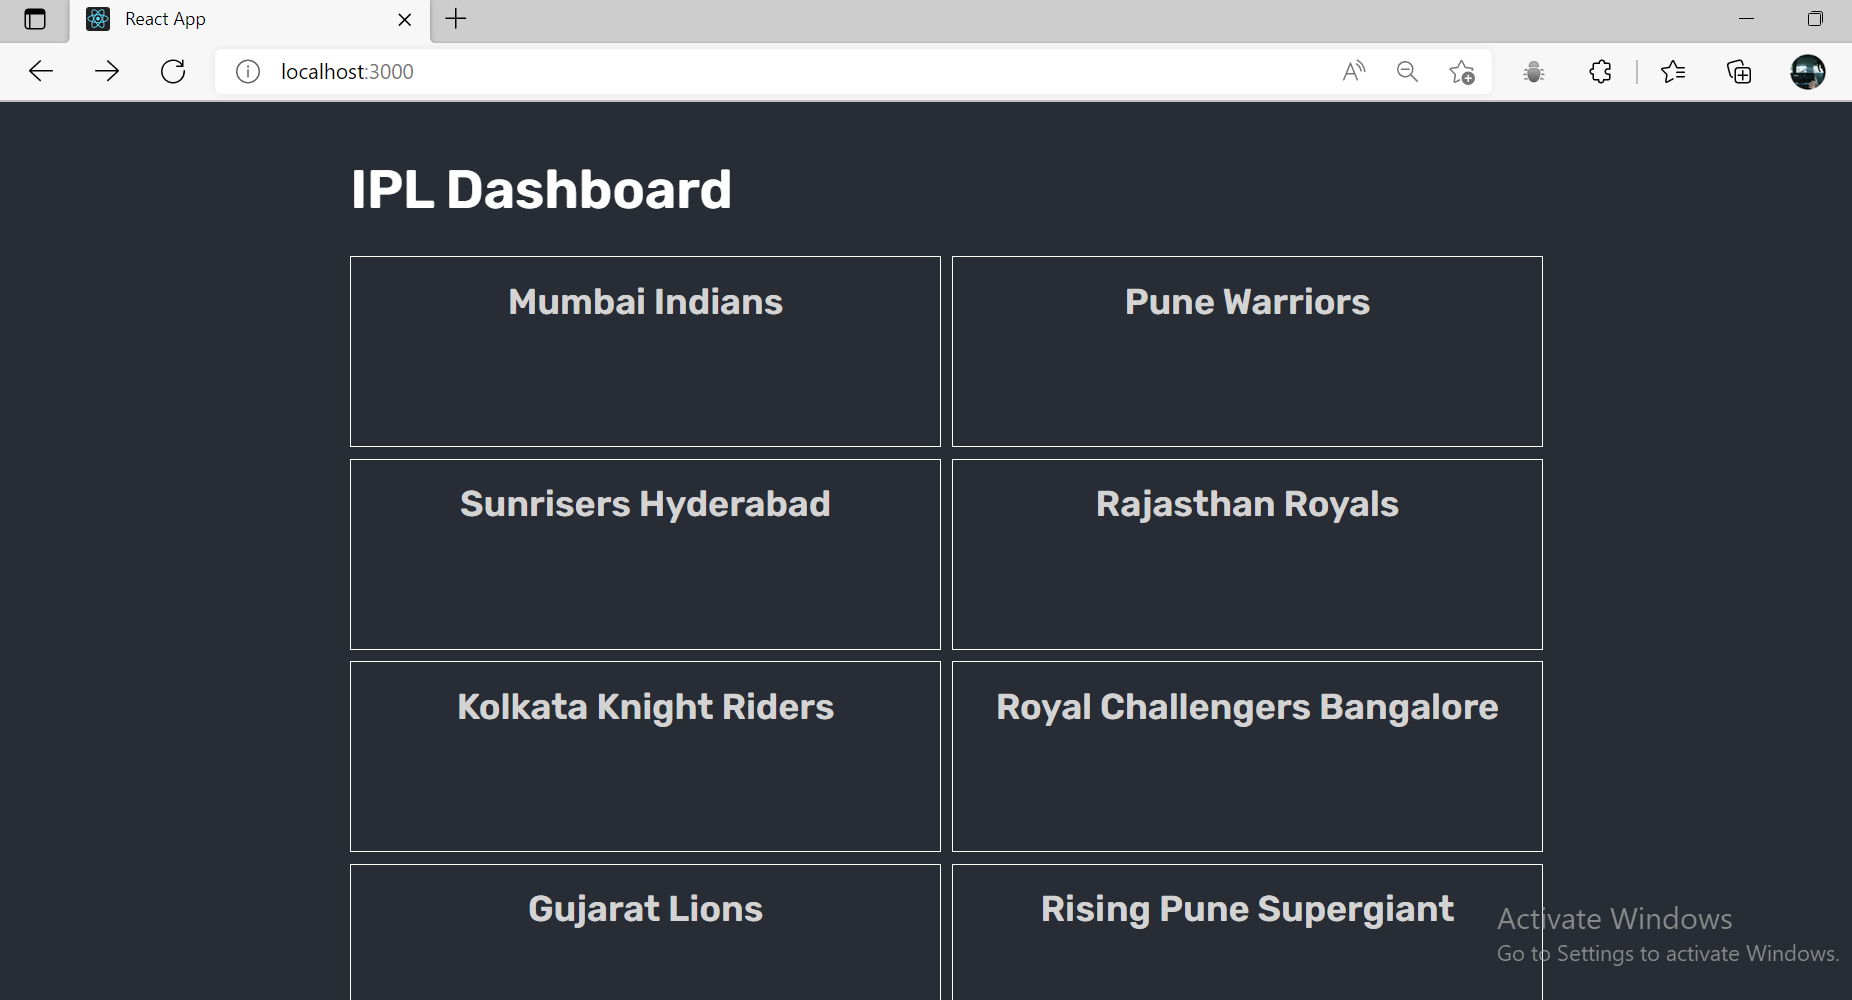 React App
localhost:3000
IPL Dashboard
Mumbai Indians
Pune Warriors
Sunrisers Hyderabad
Rajasthan Royals
Kolkata Knight Riders
Royal Challengers Bangalore
Gujarat Lions
Rising Pune Supergiant
Activate Windows
Go to Settings to activate Windows.